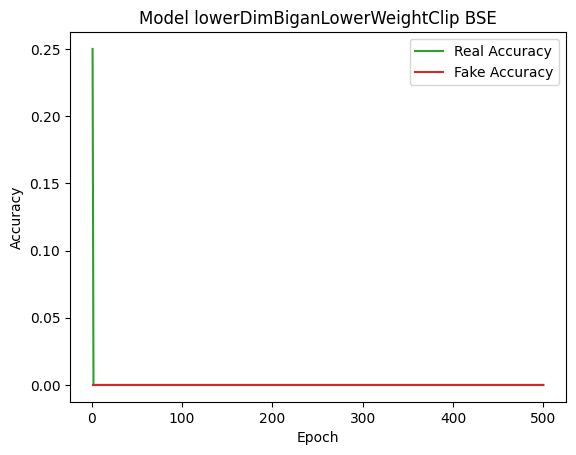 Model lowerDimBiganLowerWeightClip BSE
Real Accuracy
Fake Accuracy
Accuracy
0.25
0.20
0.15
0.10
0.05
0.00
0 100 200 300 400 500
Epoch